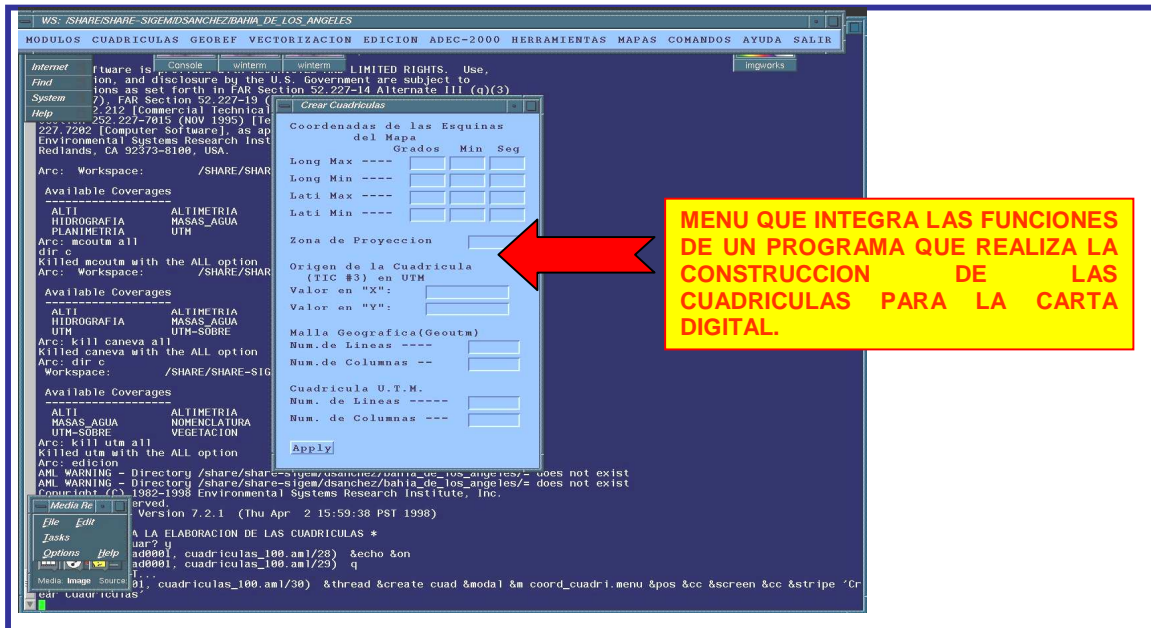 WS: /SHARE/SHARE-SIGEM/DSANCHEZ/BAHIA_DE_LOS_ANGELES
MODULOS CUADRICULAS GEOREF VECTORIZACION EDICION ADEC-2000 HERRAMIENTAS MAPAS COMANDOS AYUDA SALIR
Internet
Find
System
Help
Console
winterm
winterm
imgworks
ftware is LIMITED RIGHTS. Use,
ion, and disclosure by the U.S. Government are subject to
ions as set forth in FAR Section 52.227-14 Alternate III (g)(3)
7), FAR Section 52.227-19 (
2.212 [Commercial Technical
252.227-7015 (NOV 1995) [Te
227.7202 [Computer Software], as ap
Environmental Systems Research Inst
Redlands, CA 92373-8100, USA.
Arc: Workspace: /SHARE/SHAR
Available Coverages
-------------------
ALTI ALTIMETRIA
HIDROGRAFIA MASAS_AGUA
PLANIMETRIA UTM
Arc: mcoutm all
dir c
Killed mcoutm with the ALL option
Arc: Workspace: /SHARE/SHAR
Available Coverages
-------------------
ALTI ALTIMETRIA
HIDROGRAFIA MASAS_AGUA
UTM UTM-SOBRE
Arc: kill caneva all
Killed caneva with the ALL option
Arc: dir c
Workspace: /SHARE/SHARE-SIG
Available Coverages
-------------------
ALTI ALTIMETRIA
MASAS_AGUA NOMENCLATURA
UTM-SOBRE VEGETACION
Arc: kill utm all
Killed utm with the ALL option
Arc: edicion
AML WARNING - Directory /share/share-sigem/dsanchez/bahia_de_los_angeles/= does not exist
AML WARNING - Directory /share/share-sigem/dsanchez/bahia_de_los_angeles/= does not exist
Copyright (C) 1982-1998 Environmental Systems Research Institute, Inc.
erved.
Version 7.2.1 (Thu Apr 2 15:59:38 PST 1998)
A LA ELABORACION DE LAS CUADRICULAS *
uar? y
ad0001, cuadriculas_100.aml/28) &echo &on
ad0001, cuadriculas_100.aml/29) q
01, cuadriculas_100.aml/30) &thread &create cuad &modal &m coord_cuadri.menu &pos &cc &screen &cc &stripe 'Cr
ear Cuadriculas'
Media Re
File Edit
Tasks
Options Help
Media: Image Source
Crear Cuadriculas
Coordenadas de las Esquinas
del Mapa
Grados Min Seg
Long Max ----
Long Min ----
Lati Max ----
Lati Min ----
Zona de Proyeccion
Origen de la Cuadricula
(TIC #3) en UTM
Valor en "X":
Valor en "Y":
Malla Geografica(Geoutm)
Num.de Lineas ----
Num.de Columnas --
Cuadricula U.T.M.
Num. de Lineas -----
Num. de Columnas ---
Apply
MENU QUE INTEGRA LAS FUNCIONES
DE UN PROGRAMA QUE REALIZA LA
CONSTRUCCION DE LAS
CUADRICULAS PARA LA CARTA
DIGITAL.